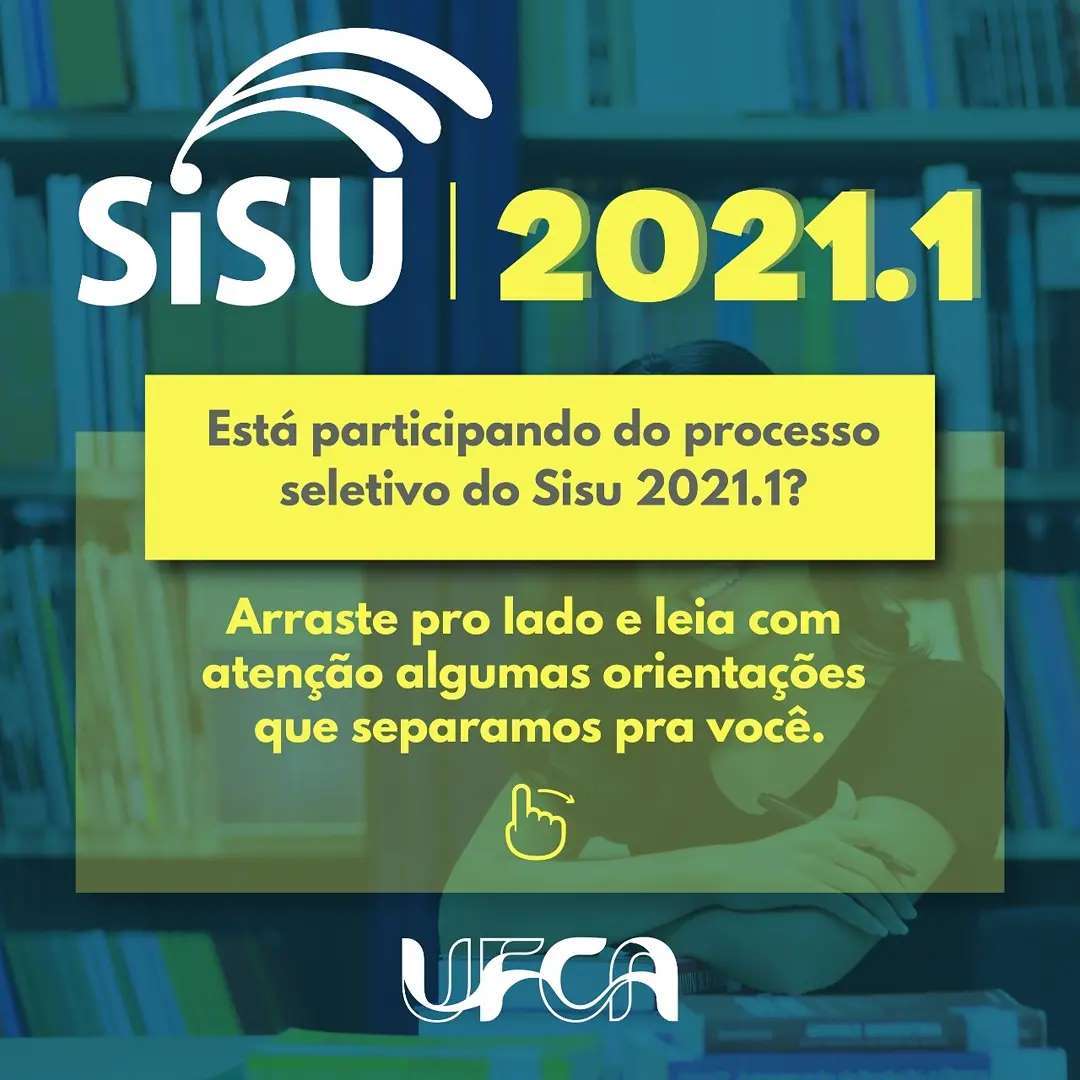 SiSU | 2021.1
Está participando do processo
seletivo do Sisu 2021.1?
Arraste pro lado e leia com
atenção algumas orientações
que separamos pra você.
UFCA